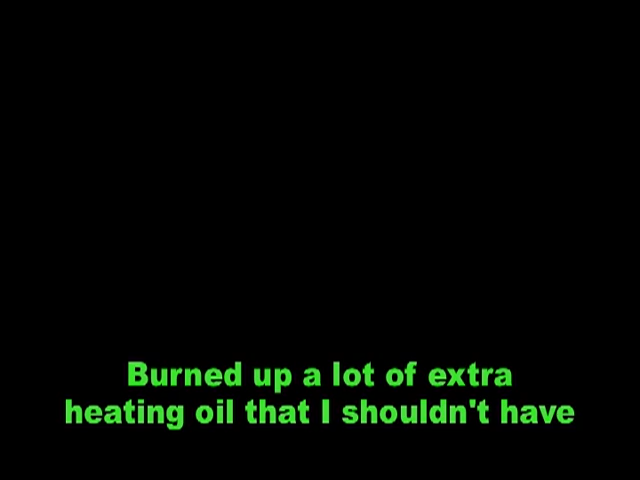 Burned up a lot of extra
heating oil that I shouldn't have